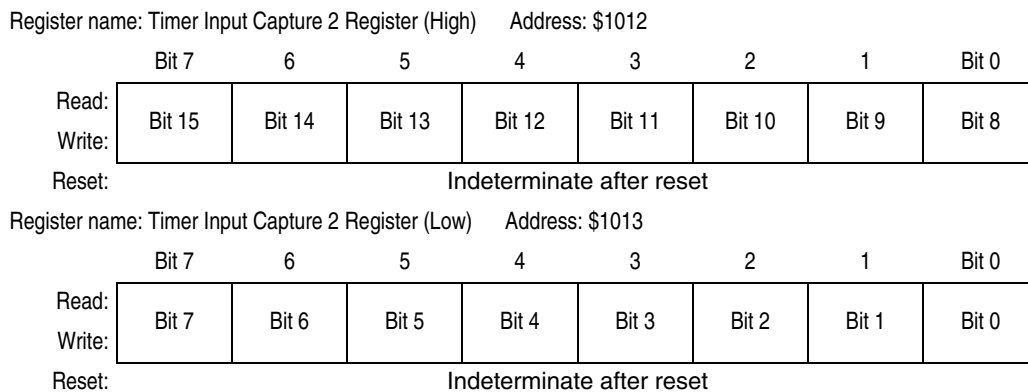 Register name: Timer Input Capture 2 Register (High) Address: $1012
Bit 7 6 5 4 3 2 1 Bit 0
Read:
Bit 15 Bit 14 Bit 13 Bit 12 Bit 11 Bit 10 Bit 9 Bit 8
Write:
Reset: Indeterminate after reset
Register name: Timer Input Capture 2 Register (Low) Address: $1013
Bit 7 6 5 4 3 2 1 Bit 0
Read:
Bit 7 Bit 6 Bit 5 Bit 4 Bit 3 Bit 2 Bit 1 Bit 0
Write:
Reset: Indeterminate after reset